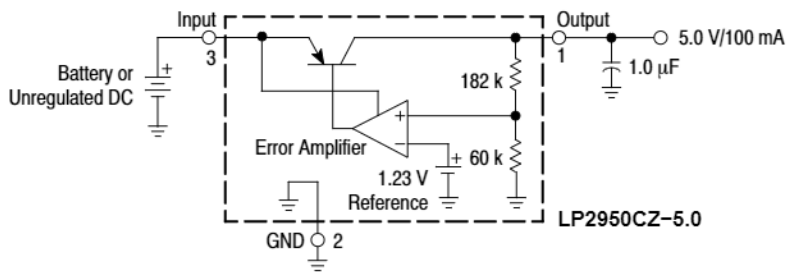 Input
3
Output
1
5.0 V/100 mA
Battery or
Unregulated DC
+
182 k
1.0 μF
Error Amplifier
+
−
60 k
+
1.23 V
Reference
GND 2
LP2950CZ−5.0